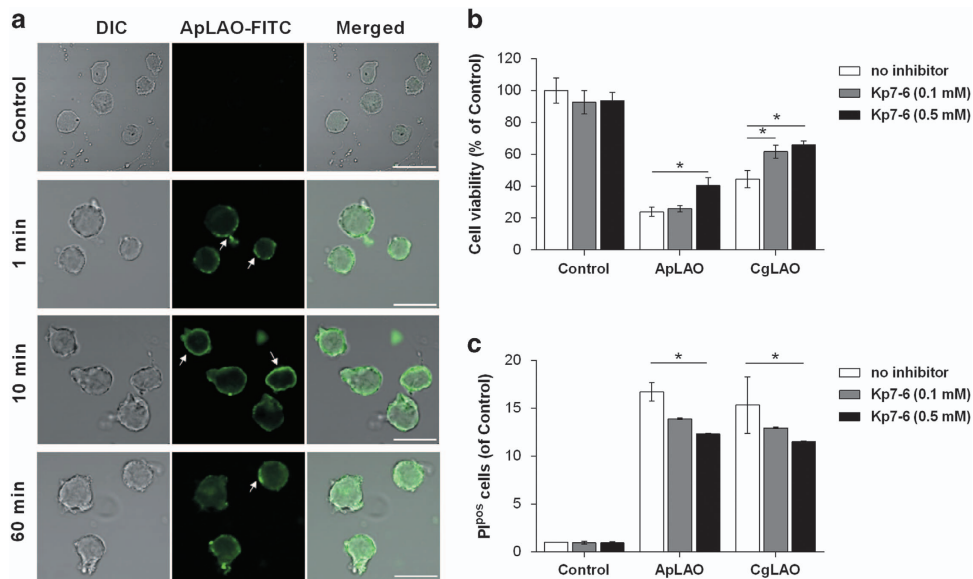 a
DIC ApLAO-FITC Merged
Control
1 min
10 min
60 min
b
Cell viability (% of Control)
120
100
80
60
40
20
0
* * *
Control ApLAO CgLAO
no inhibitor
Kp7-6 (0.1 mM)
Kp7-6 (0.5 mM)
c
PIpos cells (of Control)
20
15
10
5
0
* *
Control ApLAO CgLAO
no inhibitor
Kp7-6 (0.1 mM)
Kp7-6 (0.5 mM)